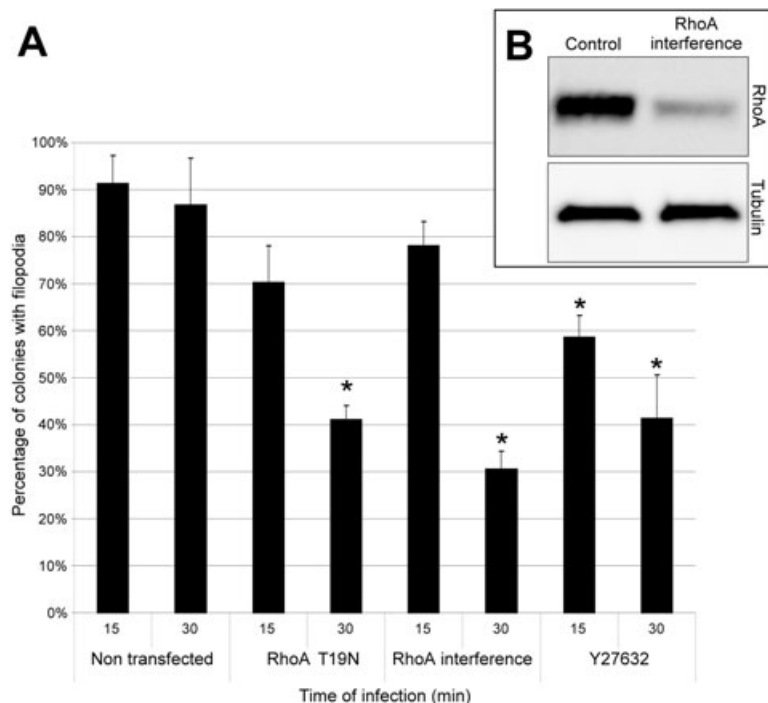 A
Percentage of colonies with filopodia
100%
90%
80%
70%
60%
50%
40%
30%
20%
10%
0%
*
*
*
*
15 30 15 30 15 30 15 30
Non transfected RhoA T19N RhoA interference Y27632
Time of infection (min)
B
Control RhoA
interference
RhoA
Tubulin